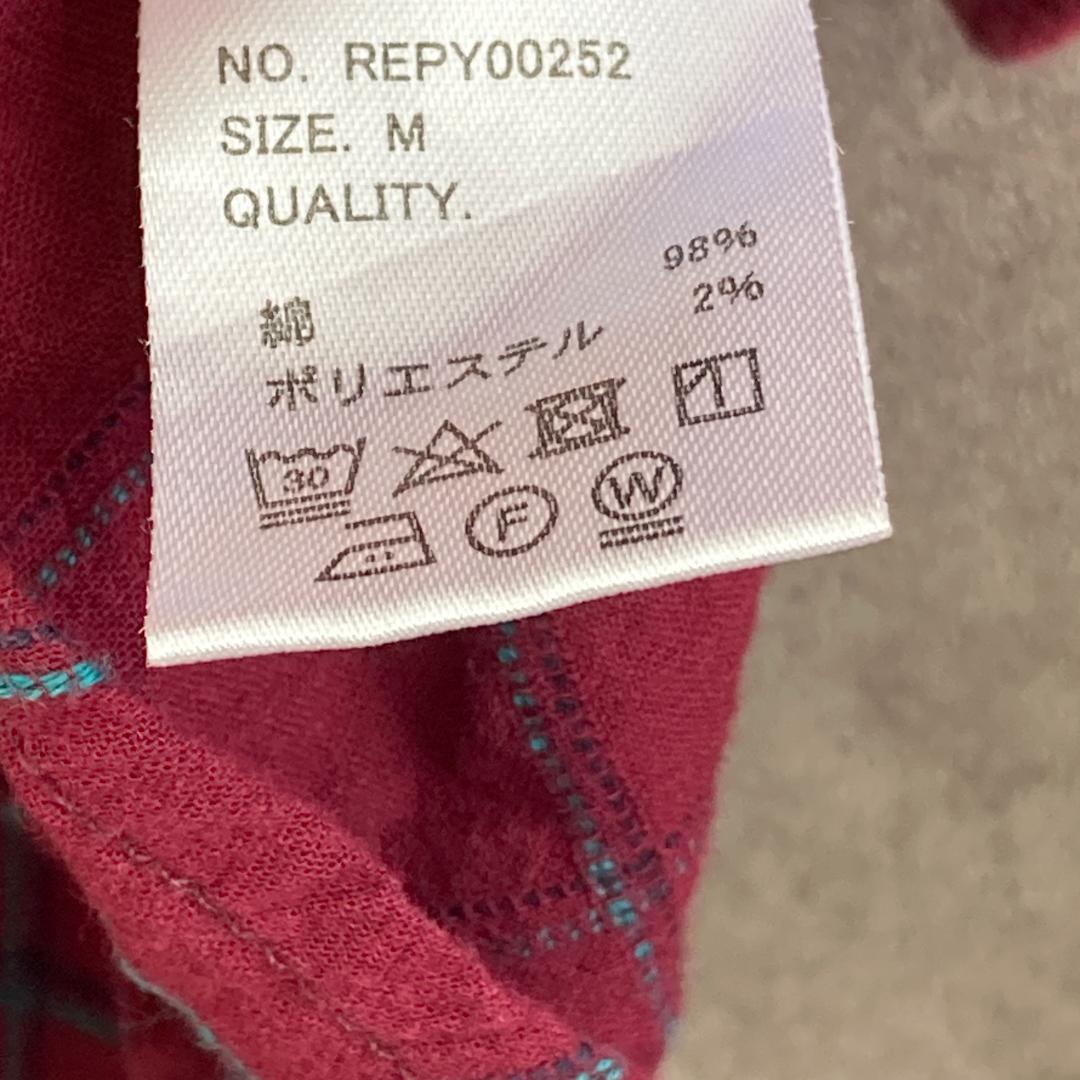 NO. REPY00252
SIZE. M
QUALITY.
綿 98%
ポリエステル 2%
30
F W